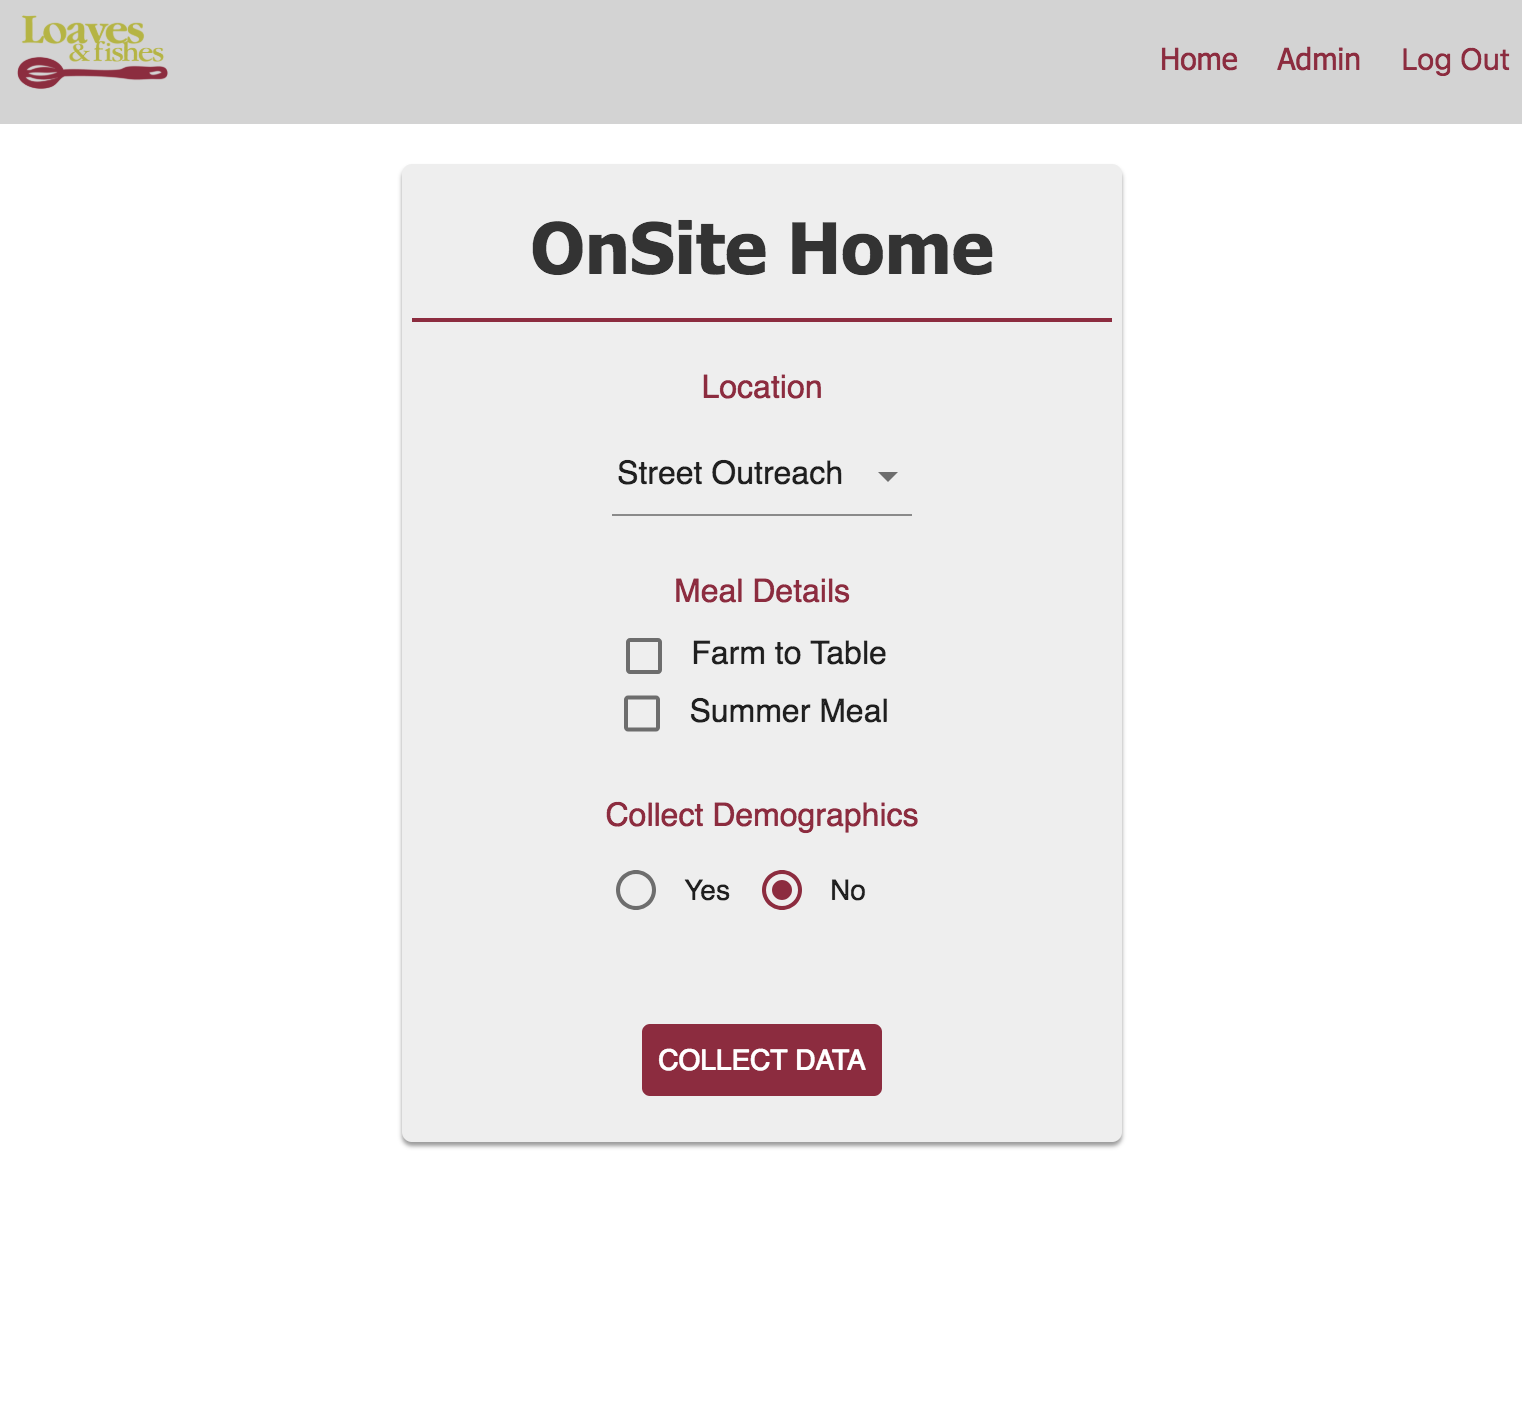 Loaves
& fishes
Home Admin Log Out
OnSite Home
Location
Street Outreach
Meal Details
Farm to Table
Summer Meal
Collect Demographics
Yes No
COLLECT DATA